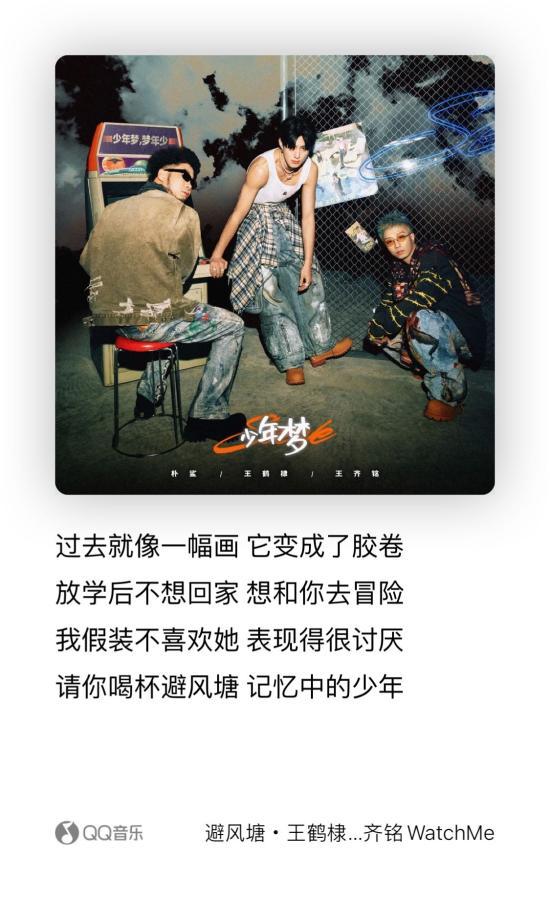 少年梦,梦年少
少年梦
朴鲨 / 王鹤棣 / 王齐铭
过去就像一幅画 它变成了胶卷
放学后不想回家 想和你去冒险
我假装不喜欢她 表现得很讨厌
请你喝杯避风塘 记忆中的少年
QQ音乐
避风塘・王鹤棣...齐铭 WatchMe